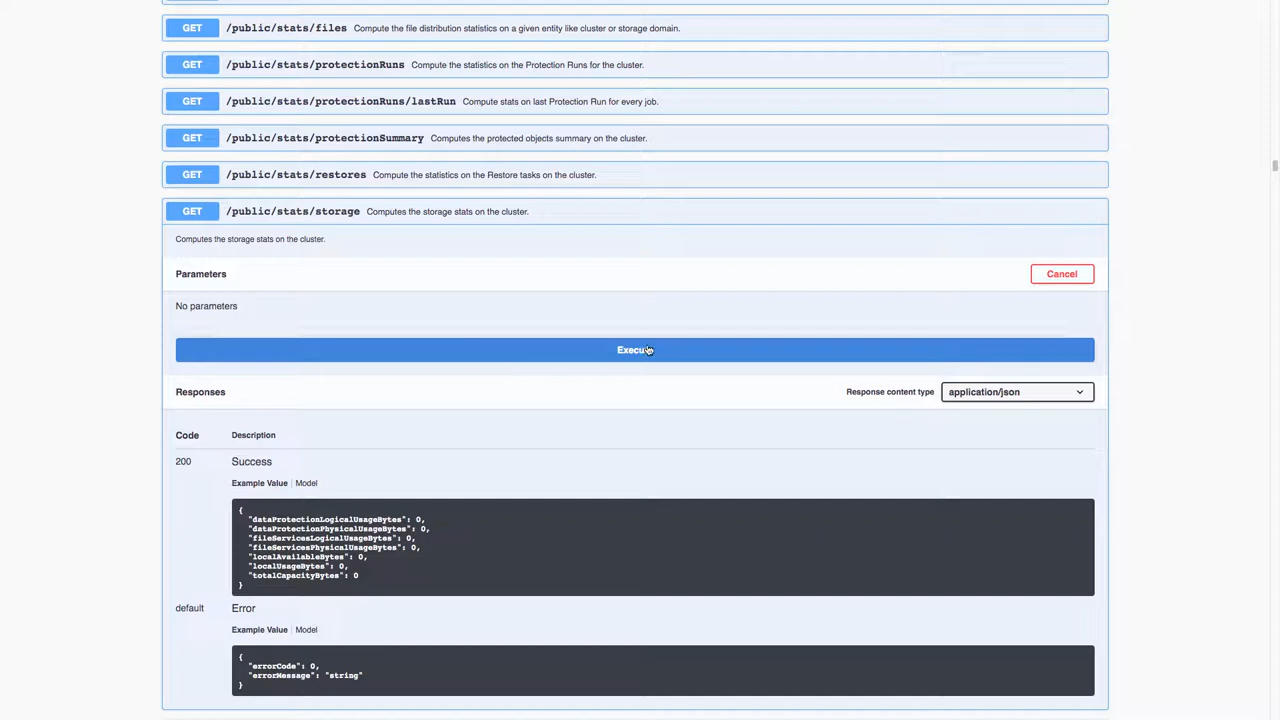 GET /public/stats/files Compute the file distribution statistics on a given entity like cluster or storage domain.
GET /public/stats/protectionRuns Compute the statistics on the Protection Runs for the cluster.
GET /public/stats/protectionRuns/lastRun Compute stats on last Protection Run for every job.
GET /public/stats/protectionSummary Computes the protected objects summary on the cluster.
GET /public/stats/restores Compute the statistics on the Restore tasks on the cluster.
GET /public/stats/storage Computes the storage stats on the cluster.
Computes the storage stats on the cluster.
Parameters Cancel
No parameters
Execute
Responses Response content type application/json
Code Description
200 Success
Example Value | Model
{
"dataProtectionLogicalUsageBytes": 0,
"dataProtectionPhysicalUsageBytes": 0,
"fileServicesLogicalUsageBytes": 0,
"fileServicesPhysicalUsageBytes": 0,
"localAvailableBytes": 0,
"localUsageBytes": 0,
"totalCapacityBytes": 0
}
default Error
Example Value | Model
{
"errorCode": 0,
"errorMessage": "string"
}